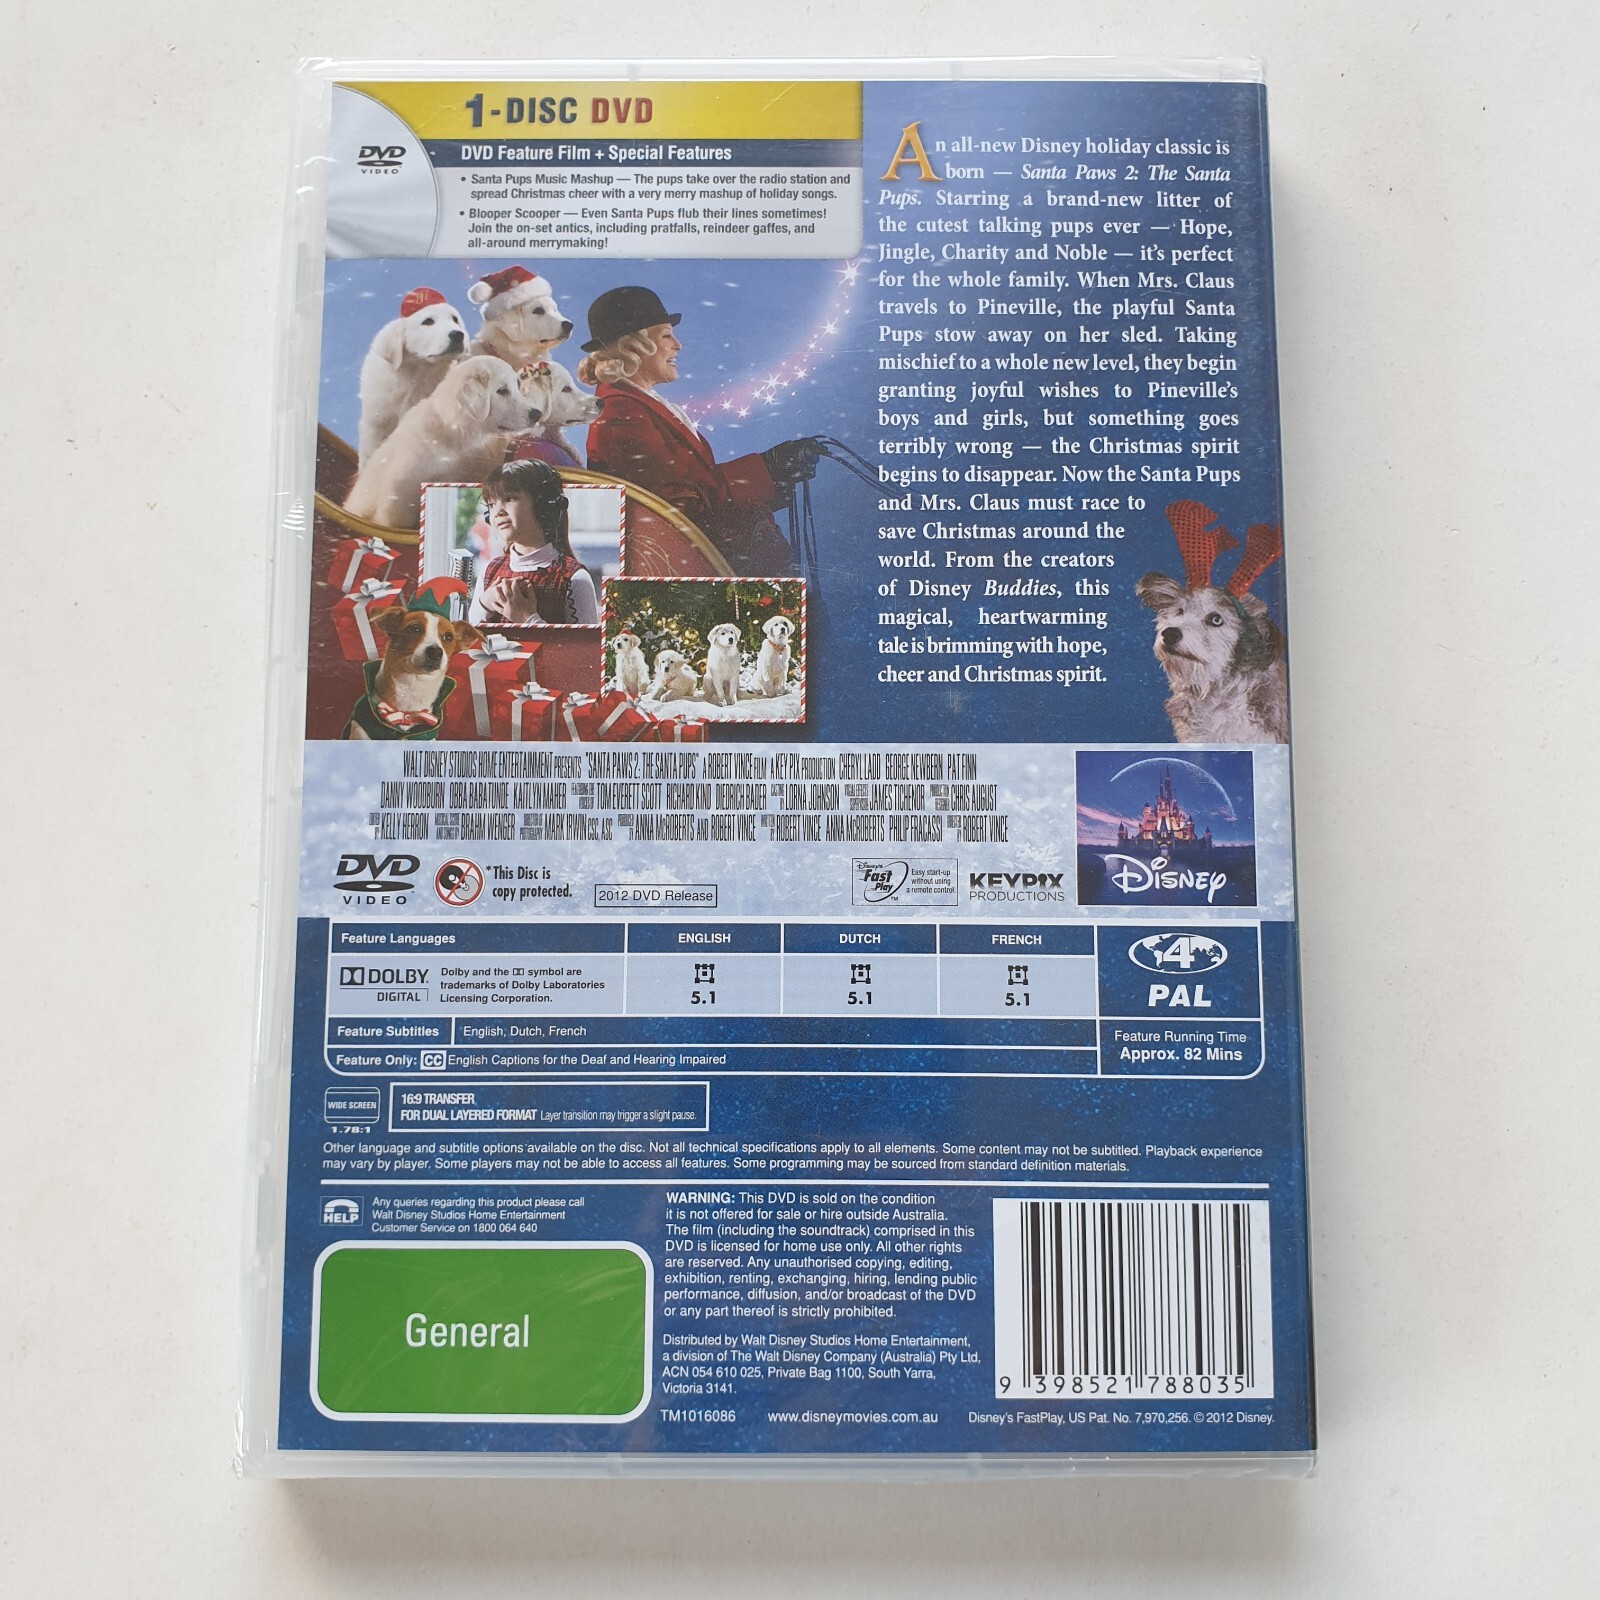 1-DISC DVD
DVD
VIDEO
DVD Feature Film + Special Features
• Santa Pups Music Mashup — The pups take over the radio station and
spread Christmas cheer with a very merry mashup of holiday songs.
• Blooper Scooper — Even Santa Pups flub their lines sometimes!
Join the on-set antics, including pratfalls, reindeer gaffes, and
all-around merrymaking!
An all-new Disney holiday classic is
born — Santa Paws 2: The Santa
Pups. Starring a brand-new litter of
the cutest talking pups ever — Hope,
Jingle, Charity and Noble — it's perfect
for the whole family. When Mrs. Claus
travels to Pineville, the playful Santa
Pups stow away on her sled. Taking
mischief to a whole new level, they begin
granting joyful wishes to Pineville's
boys and girls, but something goes
terribly wrong — the Christmas spirit
begins to disappear. Now the Santa Pups
and Mrs. Claus must race to
save Christmas around the
world. From the creators
of Disney Buddies, this
magical, heartwarming
tale is brimming with hope,
cheer and Christmas spirit.
WALT DISNEY STUDIOS HOME ENTERTAINMENT PRESENTS "SANTA PAWS 2: THE SANTA PUPS" A ROBERT VINCE FILM A KEY PIX PRODUCTION CHERYL LADD GEORGE NEWBERN PAT FINN
DANNY WOODBURN OBBA BABATUNDE KAITLYN MAHER TOM EVERETT SCOTT RICHARD KIND DIEDRICH BADER LORNA JOHNSON JAMES TICHENOR CHRIS AUGUST
KELLY HERRON BRAHM WENGER MARK IRWIN CSC, ASC ANNA McROBERTS AND ROBERT VINCE ROBERT VINCE ANNA McROBERTS PHILIP FRACASSI ROBERT VINCE
DVD
VIDEO
*This Disc is
copy protected.
2012 DVD Release
Disney's
Fast
Play
TM
Easy start-up
without using
a remote control.
KEYPIX
PRODUCTIONS
Disney
Feature Languages
ENGLISH
DUTCH
FRENCH
DOLBY
DIGITAL
Dolby and the symbol are
trademarks of Dolby Laboratories
Licensing Corporation.
5.1
5.1
5.1
4
PAL
Feature Subtitles
English, Dutch, French
Feature Only: CC English Captions for the Deaf and Hearing Impaired
Feature Running Time
Approx. 82 Mins
WIDE SCREEN
1.78:1
16:9 TRANSFER
FOR DUAL LAYERED FORMAT Layer transition may trigger a slight pause.
Other language and subtitle options available on the disc. Not all technical specifications apply to all elements. Some content may not be subtitled. Playback experience
may vary by player. Some players may not be able to access all features. Some programming may be sourced from standard definition materials.
HELP
Any queries regarding this product please call
Walt Disney Studios Home Entertainment
Customer Service on 1800 064 640
General
WARNING: This DVD is sold on the condition
it is not offered for sale or hire outside Australia.
The film (including the soundtrack) comprised in this
DVD is licensed for home use only. All other rights
are reserved. Any unauthorised copying, editing,
exhibition, renting, exchanging, hiring, lending public
performance, diffusion, and/or broadcast of the DVD
or any part thereof is strictly prohibited.
Distributed by Walt Disney Studios Home Entertainment,
a division of The Walt Disney Company (Australia) Pty Ltd,
ACN 054 610 025, Private Bag 1100, South Yarra,
Victoria 3141.
9 398521 788035
TM1016086
www.disneymovies.com.au
Disney's FastPlay, US Pat. No. 7,970,256. © 2012 Disney.